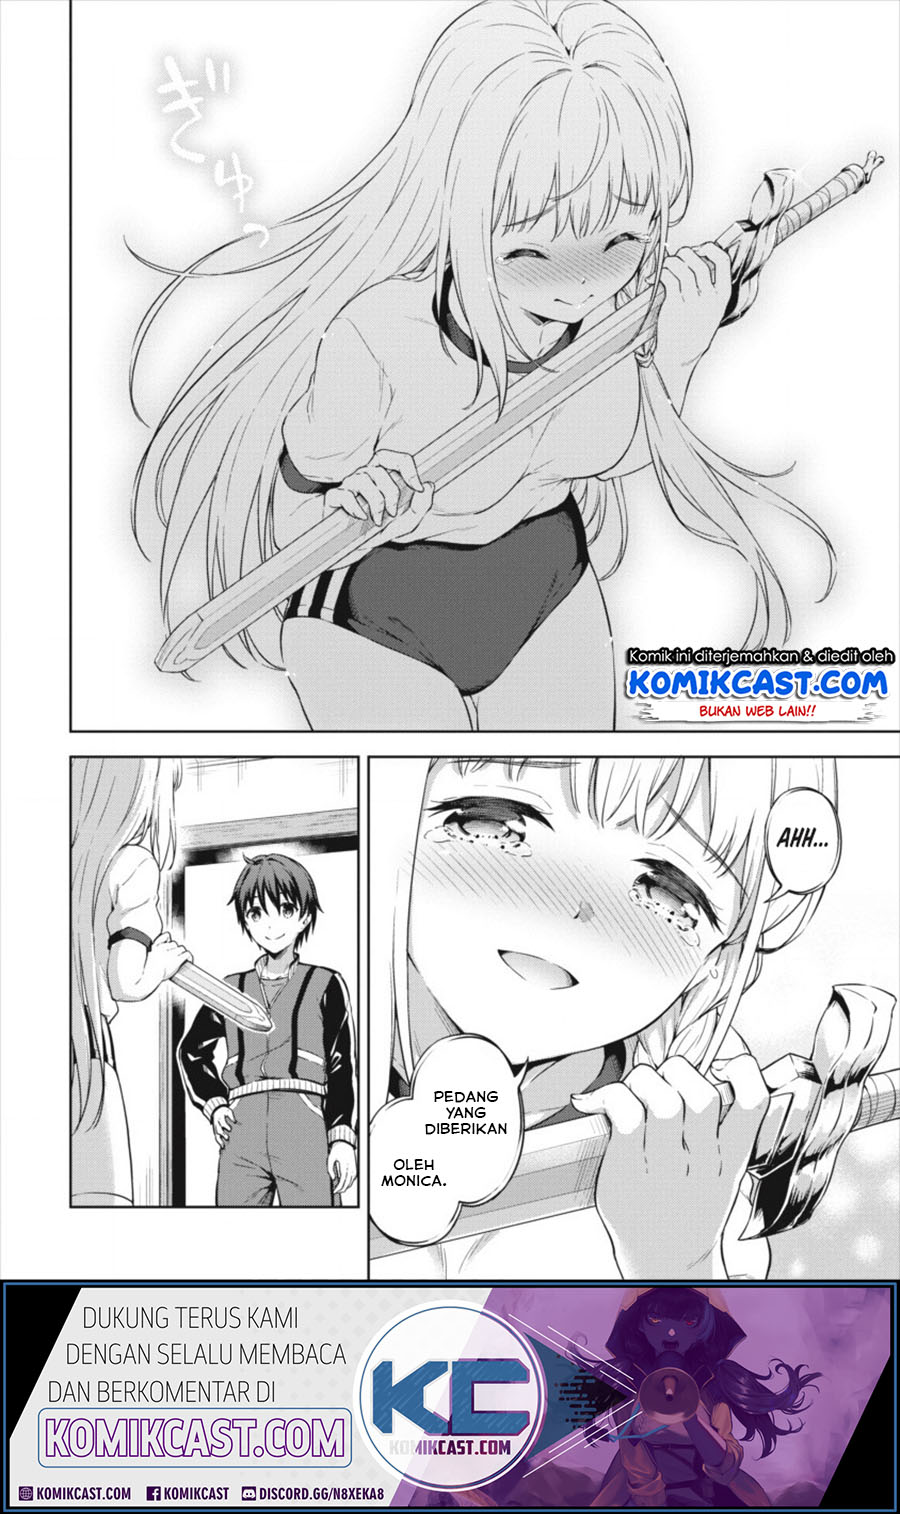 ぎゅっ
Komik ini diterjemahkan & diedit oleh
KOMIKCAST.COM
BUKAN WEB LAIN!!
AHH...
PEDANG
YANG
DIBERIKAN
OLEH
MONICA.
DUKUNG TERUS KAMI
DENGAN SELALU MEMBACA
DAN BERKOMENTAR DI
KOMIKCAST.COM
KOMIKCAST.COM
KOMIKCAST
DISCORD.GG/N8XEKA8
KC
KOMIKCAST.COM